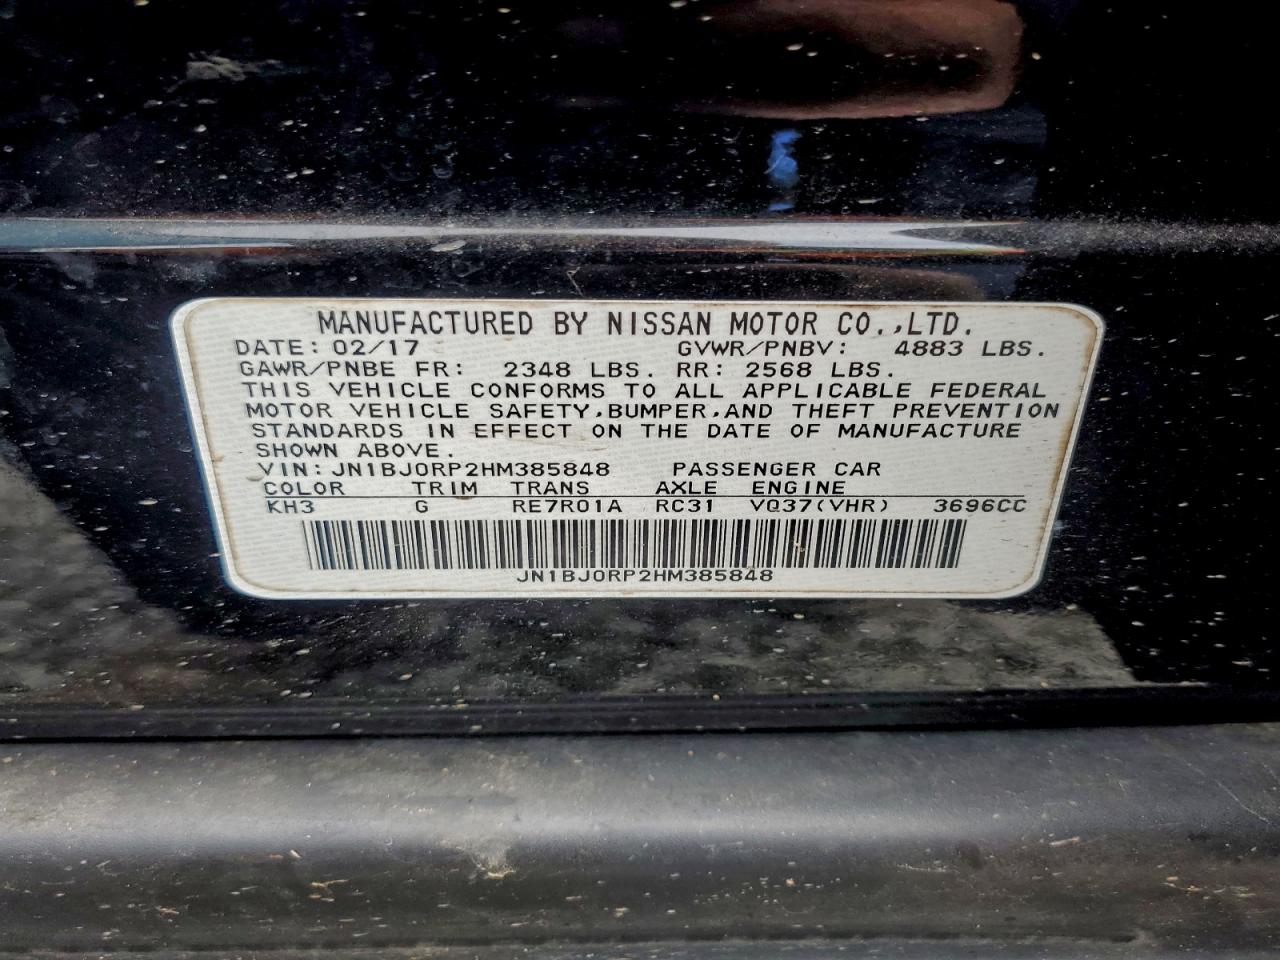 MANUFACTURED BY NISSAN MOTOR CO.,LTD.
DATE: 02/17 GVWR/PNBV: 4883 LBS.
GAWR/PNBE FR: 2348 LBS. RR: 2568 LBS.
THIS VEHICLE CONFORMS TO ALL APPLICABLE FEDERAL
MOTOR VEHICLE SAFETY,BUMPER,AND THEFT PREVENTION
STANDARDS IN EFFECT ON THE DATE OF MANUFACTURE
SHOWN ABOVE.
VIN: JN1BJ0RP2HM385848 PASSENGER CAR
COLOR TRIM TRANS AXLE ENGINE
KH3 G RE7R01A RC31 VQ37(VHR) 3696CC
JN1BJ0RP2HM385848